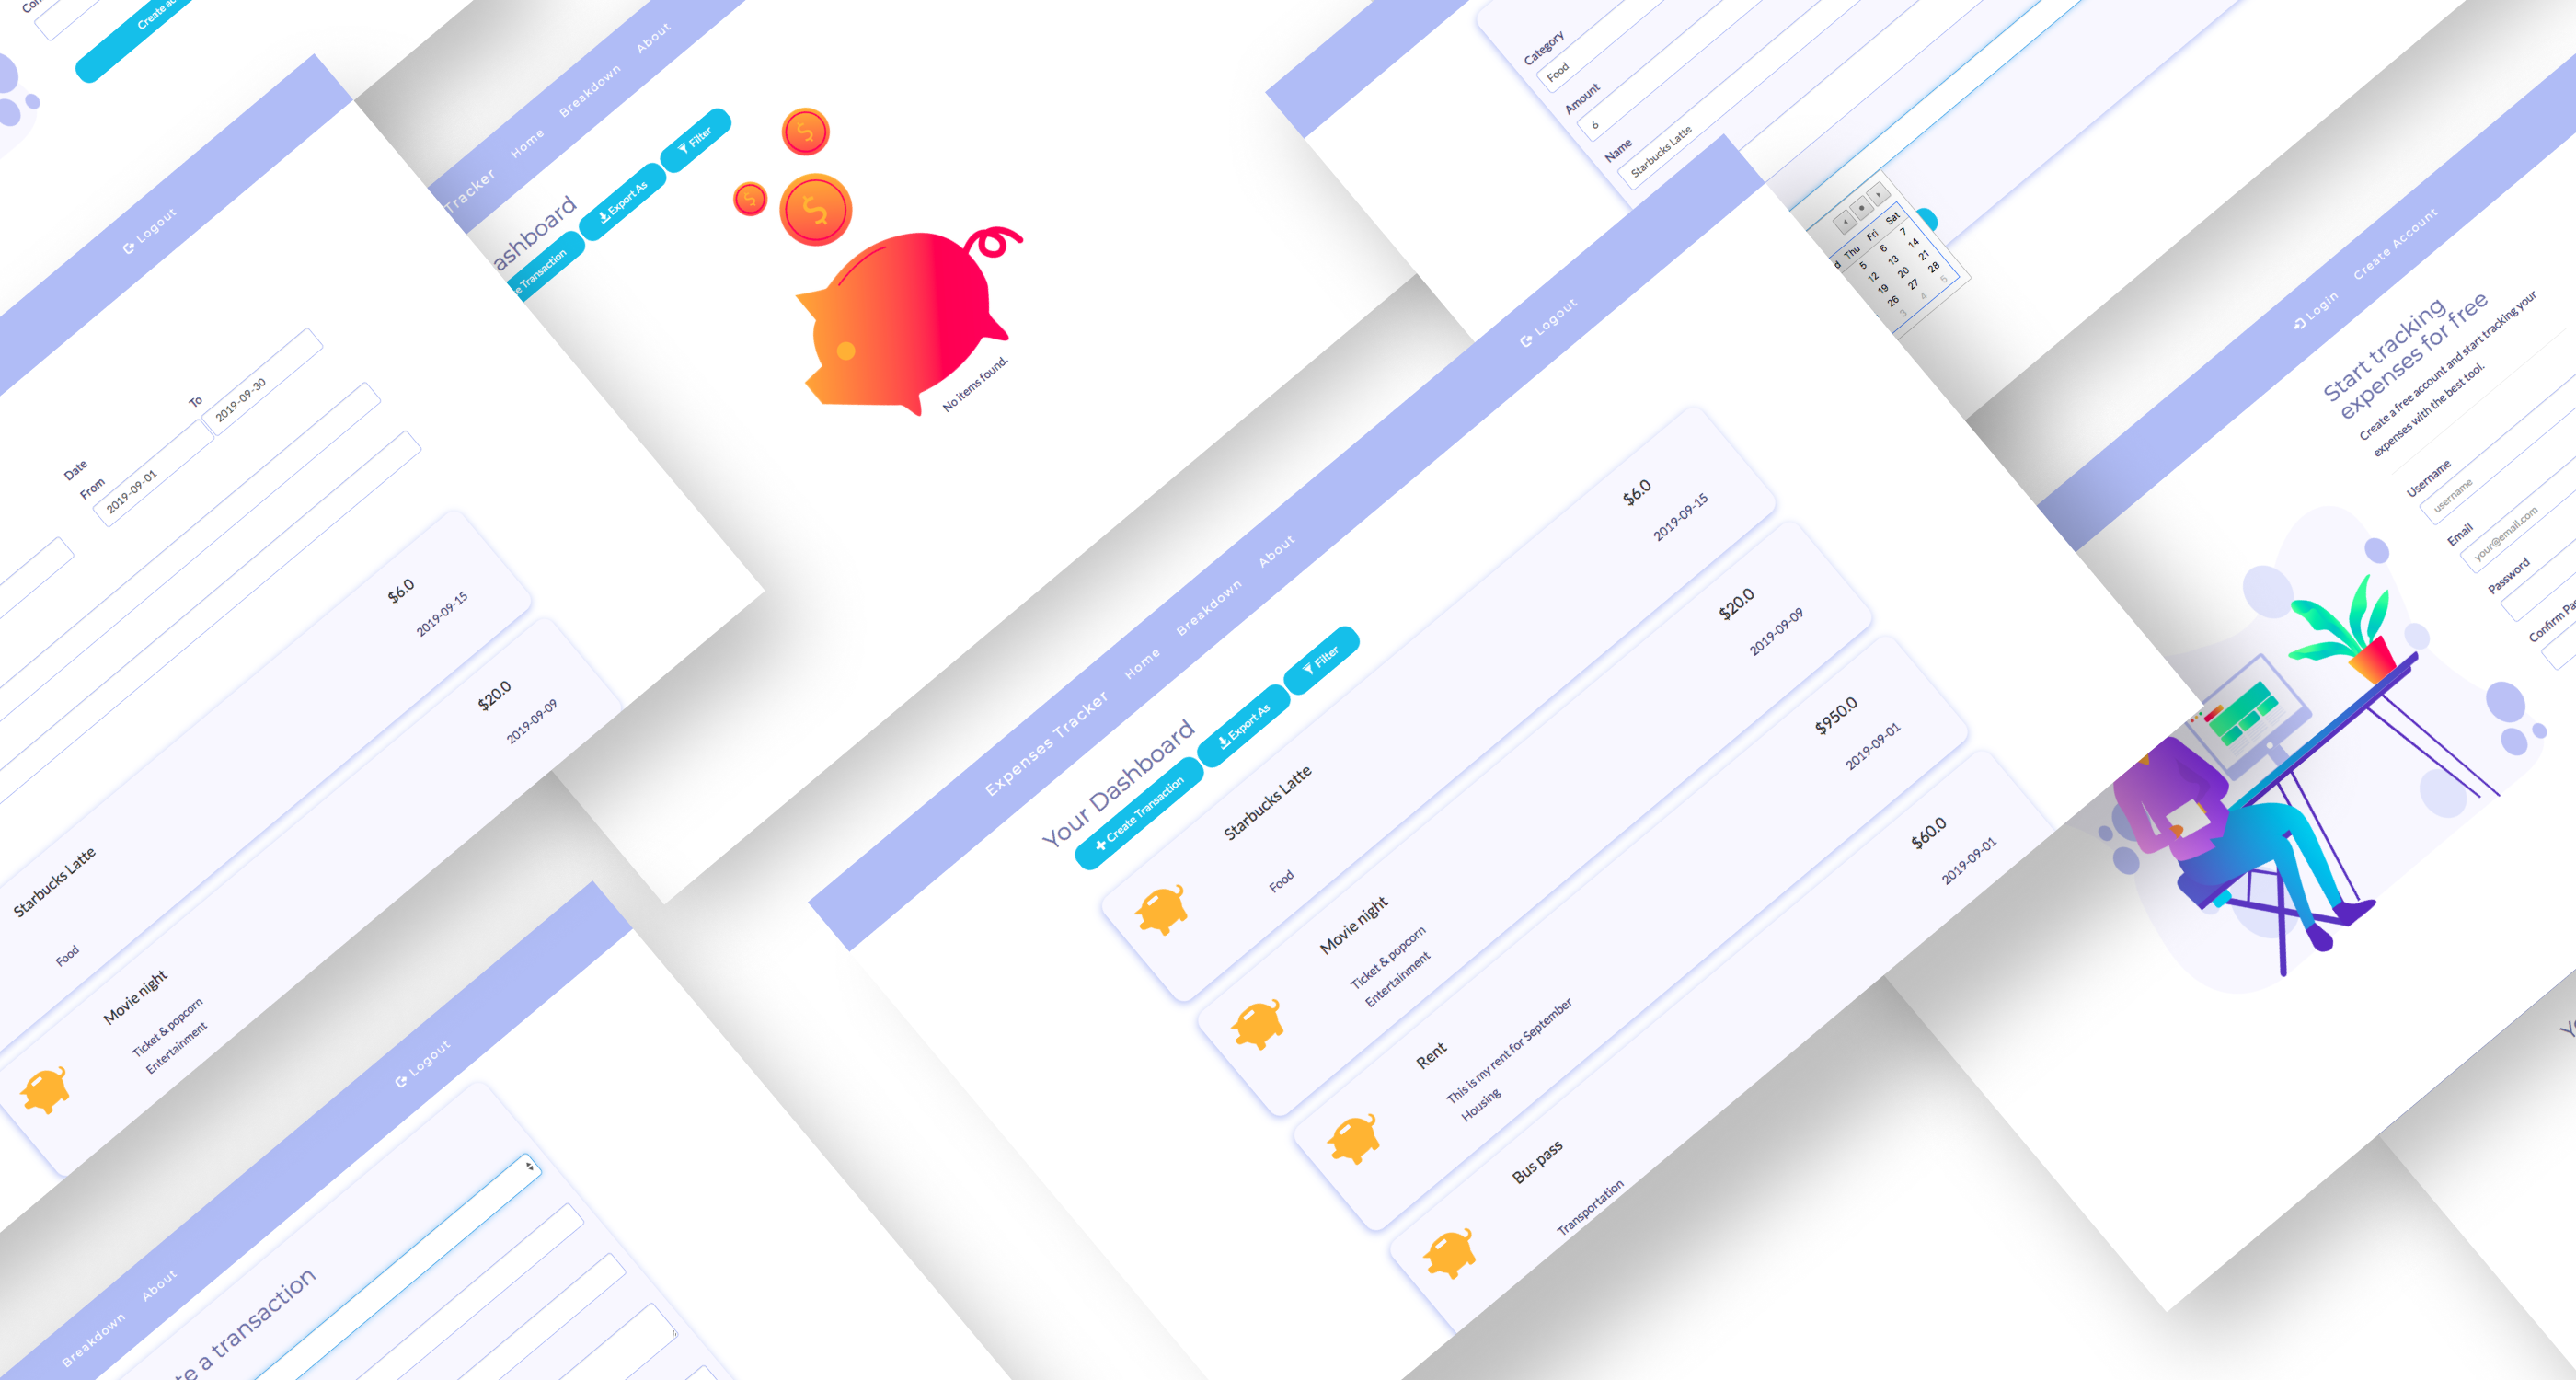 Create ac
Logout
Date
From
2019-09-01
To
2019-09-30
Starbucks Latte
Food
$6.0
2019-09-15
Movie night
Ticket & popcorn
Entertainment
$20.0
2019-09-09
Tracker
Home
Breakdown
About
ashboard
e Transaction
Export As
Filter
No items found.
Category
Food
Amount
6
Name
Starbucks Latte
d Thu Fri Sat
5 6 7
12 13 14
19 20 21
26 27 28
3 4 5
Expenses Tracker
Home
Breakdown
About
Logout
Your Dashboard
Create Transaction
Export As
Filter
Starbucks Latte
Food
$6.0
2019-09-15
Movie night
Ticket & popcorn
Entertainment
$20.0
2019-09-09
Rent
This is my rent for September
Housing
$950.0
2019-09-01
Bus pass
Transportation
$60.0
2019-09-01
Login
Create Account
Start tracking
expenses for free
Create a free account and start tracking your
expenses with the best tool.
Username
username
Email
your@email.com
Password
Confirm Pa
Breakdown
About
Logout
te a transaction